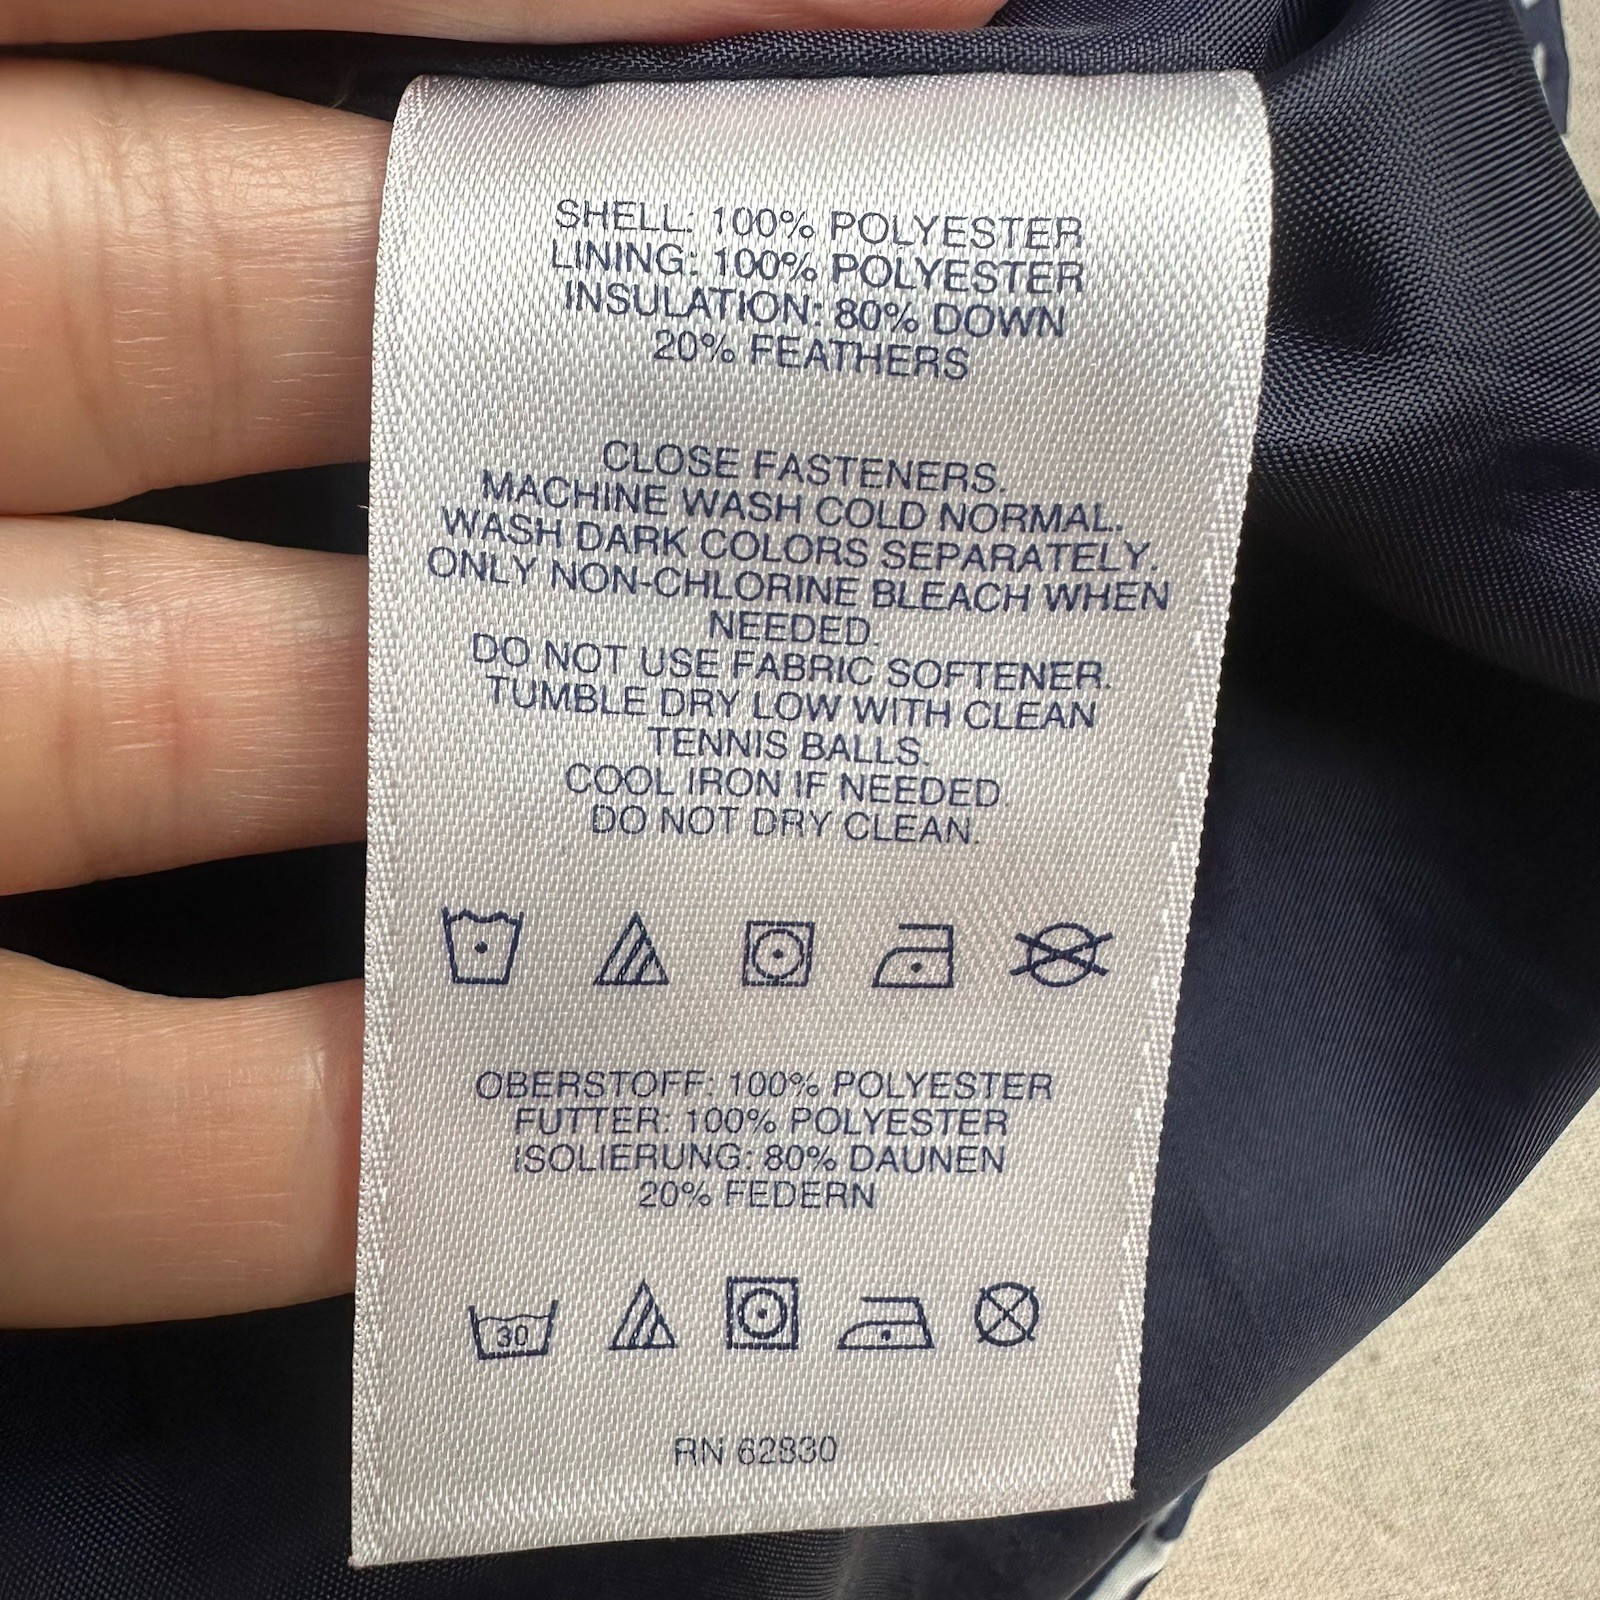 SHELL: 100% POLYESTER
LINING: 100% POLYESTER
INSULATION: 80% DOWN
20% FEATHERS
CLOSE FASTENERS.
MACHINE WASH COLD NORMAL.
WASH DARK COLORS SEPARATELY.
ONLY NON-CHLORINE BLEACH WHEN
NEEDED.
DO NOT USE FABRIC SOFTENER.
TUMBLE DRY LOW WITH CLEAN
TENNIS BALLS.
COOL IRON IF NEEDED.
DO NOT DRY CLEAN.
OBERSTOFF: 100% POLYESTER
FUTTER: 100% POLYESTER
ISOLIERUNG: 80% DAUNEN
20% FEDERN
30
RN 62830